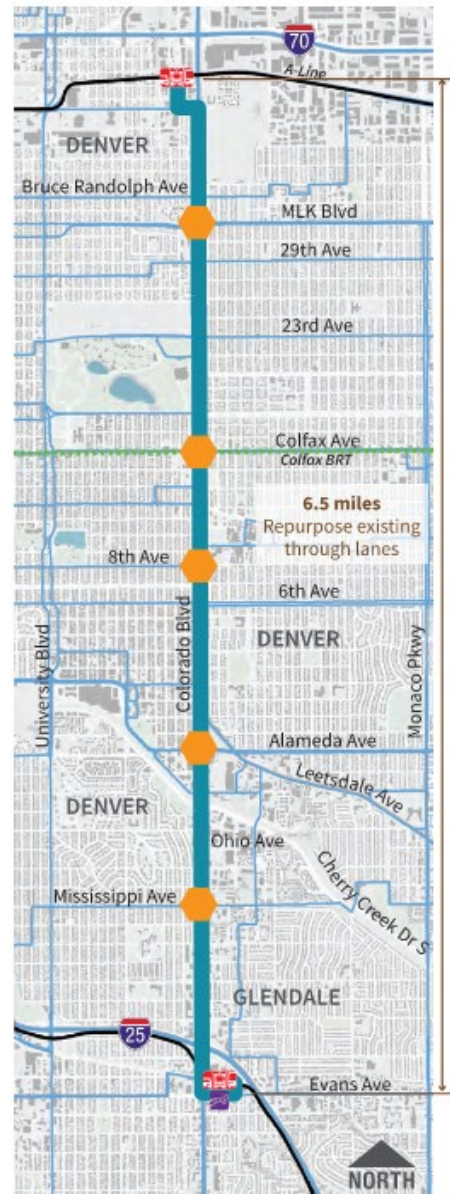 70
A-Line
DENVER
Bruce Randolph Ave
MLK Blvd
29th Ave
23rd Ave
Colfax Ave
Colfax BRT
6.5 miles
Repurpose existing
through lanes
8th Ave
6th Ave
University Blvd
Colorado Blvd
DENVER
Monaco Pkwy
Alameda Ave
Leetsdale Ave
DENVER
Ohio Ave
Cherry Creek Dr S
Mississippi Ave
GLENDALE
25
Evans Ave
NORTH